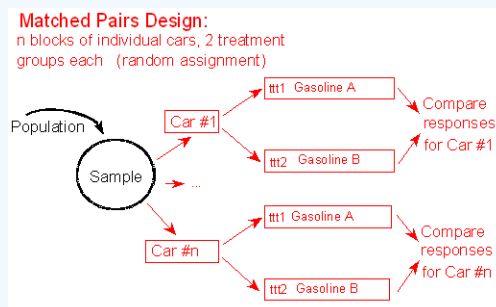 Matched Pairs Design:
n blocks of individual cars, 2 treatment
groups each (random assignment)
Population
Sample
...
Car #1
ttt1 Gasoline A
ttt2 Gasoline B
Compare
responses
for Car #1
Car #n
ttt1 Gasoline A
ttt2 Gasoline B
Compare
responses
for Car #n